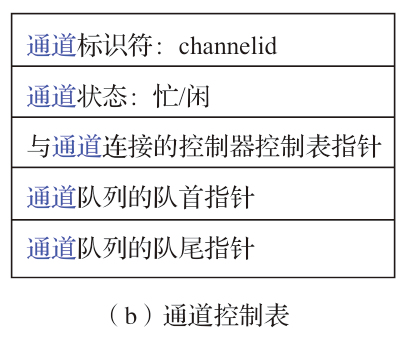 通道标识符：channelid
通道状态：忙/闲
与通道连接的控制器控制表指针
通道队列的队首指针
通道队列的队尾指针
（b）通道控制表